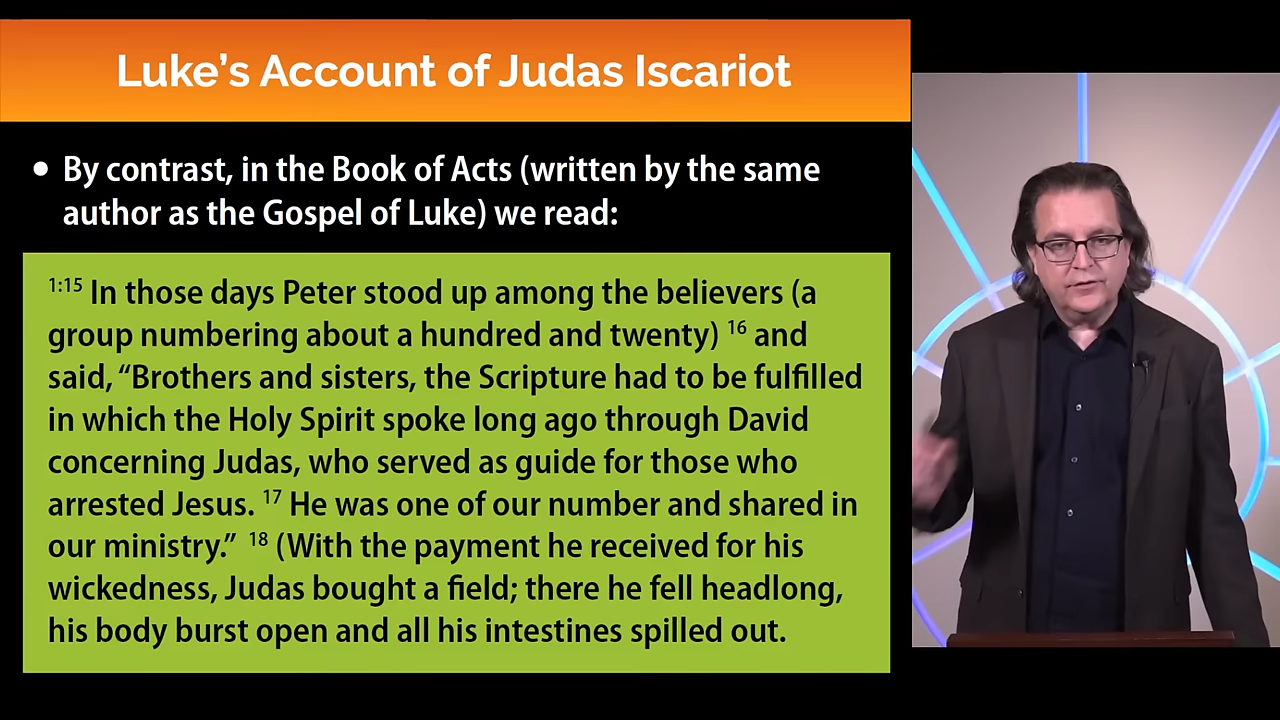 Luke’s Account of Judas Iscariot
• By contrast, in the Book of Acts (written by the same
author as the Gospel of Luke) we read:
1:15 In those days Peter stood up among the believers (a
group numbering about a hundred and twenty) 16 and
said, “Brothers and sisters, the Scripture had to be fulfilled
in which the Holy Spirit spoke long ago through David
concerning Judas, who served as guide for those who
arrested Jesus. 17 He was one of our number and shared in
our ministry.” 18 (With the payment he received for his
wickedness, Judas bought a field; there he fell headlong,
his body burst open and all his intestines spilled out.